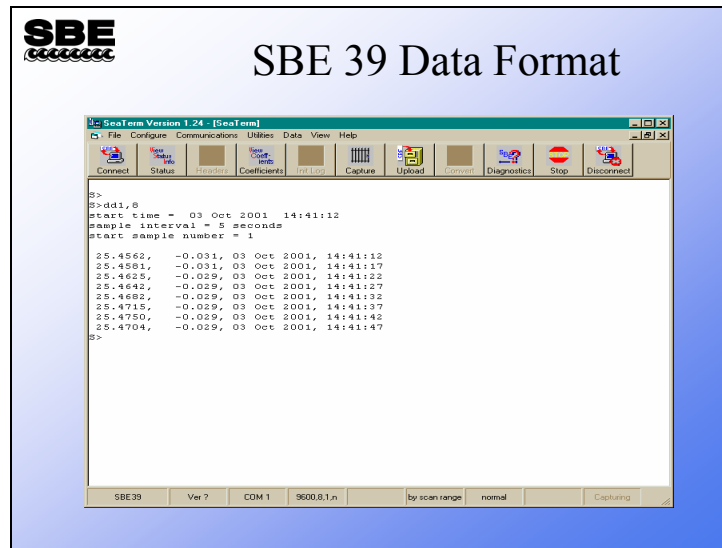 SBE
SBE 39 Data Format
SeaTerm Version 1.24 - [SeaTerm]
File Configure Communications Utilities Data View Help
Connect
View Status Info
Status
Headers
View Coeff- ients
Coefficients
Init Log
Capture
Upload
Convert
Diagnostics
Stop
Disconnect
S>
S>dd1,8
start time = 03 Oct 2001 14:41:12
sample interval = 5 seconds
start sample number = 1
25.4562, -0.031, 03 Oct 2001, 14:41:12
25.4581, -0.031, 03 Oct 2001, 14:41:17
25.4625, -0.029, 03 Oct 2001, 14:41:22
25.4642, -0.029, 03 Oct 2001, 14:41:27
25.4682, -0.029, 03 Oct 2001, 14:41:32
25.4715, -0.029, 03 Oct 2001, 14:41:37
25.4750, -0.029, 03 Oct 2001, 14:41:42
25.4704, -0.029, 03 Oct 2001, 14:41:47
S>
SBE39 Ver ? COM 1 9600,8,1,n by scan range normal Capturing